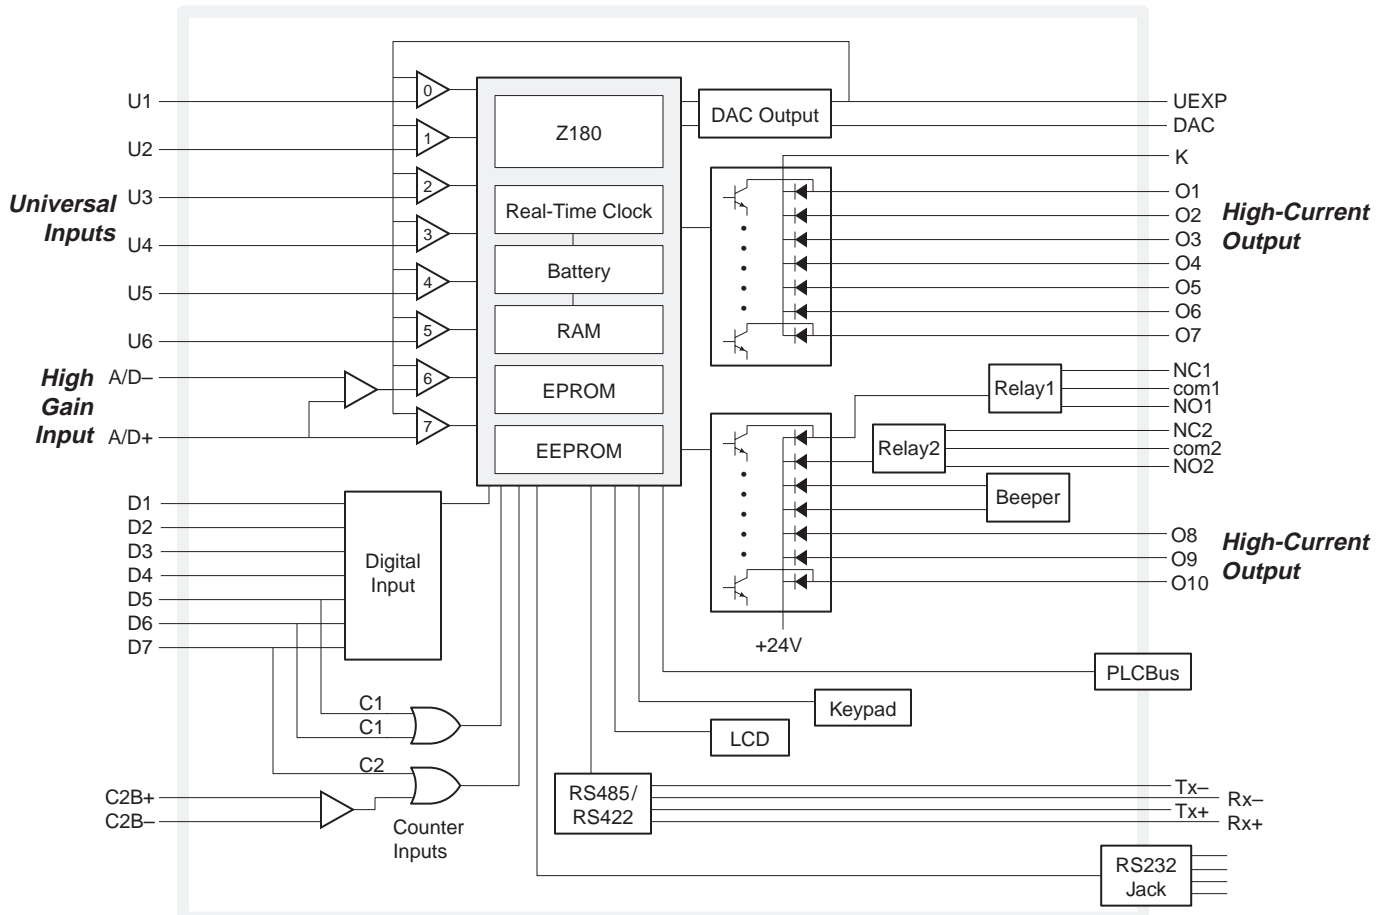 U1
U2
U3
U4
U5
U6
Universal
Inputs
High
Gain
Input
A/D–
A/D+
0
1
2
3
4
5
6
7
Z180
Real-Time Clock
Battery
RAM
EPROM
EEPROM
DAC Output
UEXP
DAC
K
O1
O2
O3
O4
O5
O6
O7
High-Current
Output
Relay1
NC1
com1
NO1
Relay2
NC2
com2
NO2
Beeper
O8
O9
O10
High-Current
Output
+24V
D1
D2
D3
D4
D5
D6
D7
Digital
Input
C1
C1
C2
C2B+
C2B–
Counter
Inputs
PLCBus
Keypad
LCD
RS485/
RS422
Tx–
Rx–
Tx+
Rx+
RS232
Jack